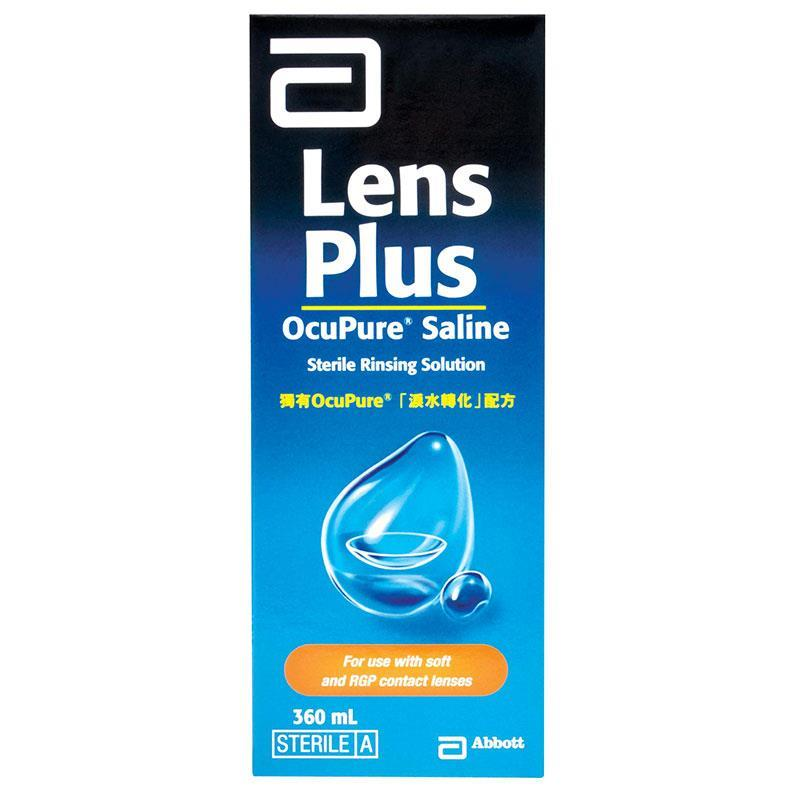 Lens
Plus
OcuPure® Saline
Sterile Rinsing Solution
獨有OcuPure®「淚水轉化」配方
For use with soft
and RGP contact lenses
360 mL
STERILE A
Abbott